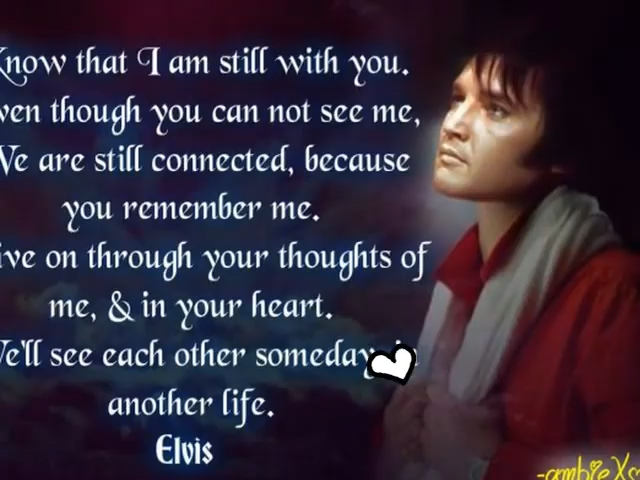 Know that I am still with you.
ven though you can not see me,
We are still connected, because
you remember me.
ive on through your thoughts of
me, & in your heart.
We'll see each other someday
another life.
Elvis
-ambieX